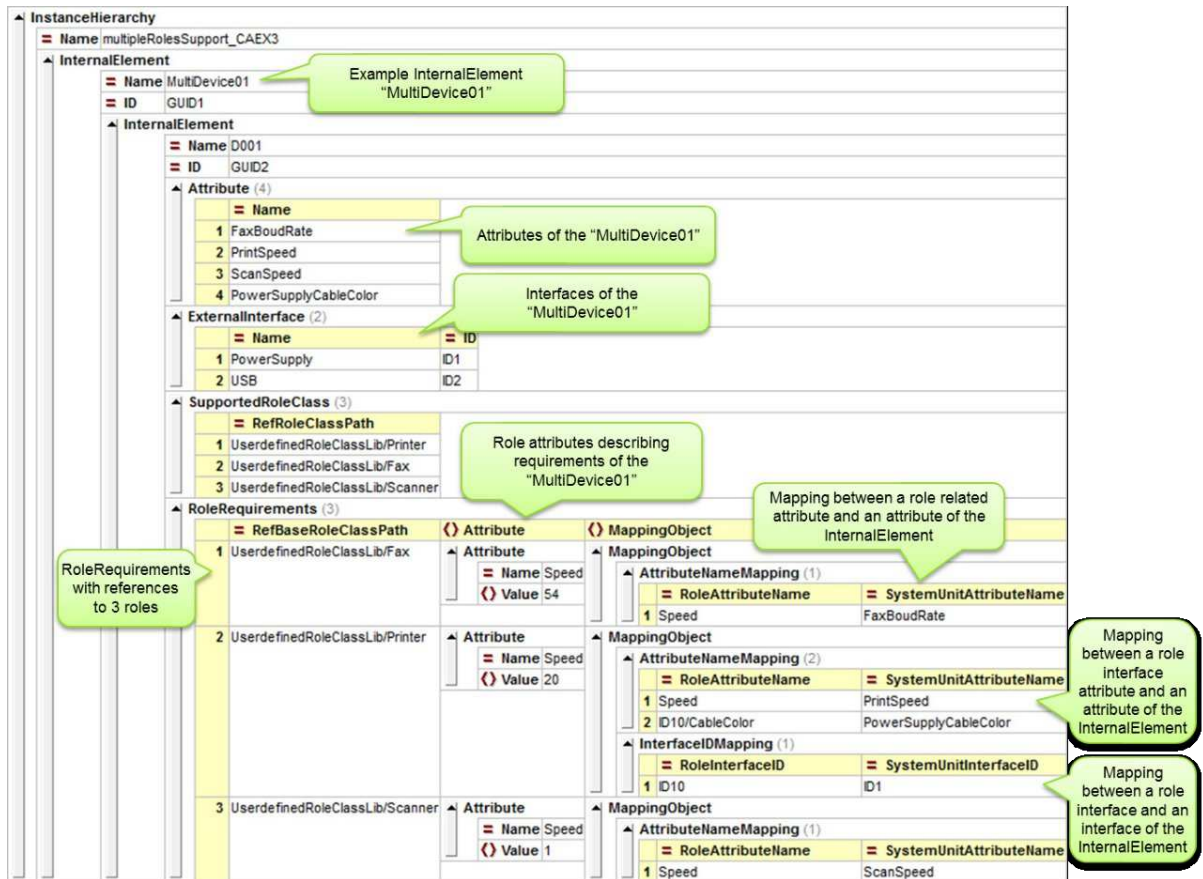 InstanceHierarchy
= Name multipleRolesSupport_CAEX3
InternalElement
= Name MultiDevice01
= ID GUID1
Example InternalElement
“MultiDevice01”
InternalElement
= Name D001
= ID GUID2
Attribute (4)
= Name
1 FaxBoudRate
2 PrintSpeed
3 ScanSpeed
4 PowerSupplyCableColor
Attributes of the “MultiDevice01”
ExternalInterface (2)
= Name = ID
1 PowerSupply ID1
2 USB ID2
Interfaces of the
“MultiDevice01”
SupportedRoleClass (3)
= RefRoleClassPath
1 UserdefinedRoleClassLib/Printer
2 UserdefinedRoleClassLib/Fax
3 UserdefinedRoleClassLib/Scanner
Role attributes describing
requirements of the
“MultiDevice01”
Mapping between a role related
attribute and an attribute of the
InternalElement
RoleRequirements (3)
= RefBaseRoleClassPath () Attribute () MappingObject
RoleRequirements
with references
to 3 roles
1 UserdefinedRoleClassLib/Fax Attribute MappingObject
= Name Speed AttributeNameMapping (1)
() Value 54 = RoleAttributeName = SystemUnitAttributeName
1 Speed FaxBoudRate
2 UserdefinedRoleClassLib/Printer Attribute MappingObject
= Name Speed AttributeNameMapping (2)
() Value 20 = RoleAttributeName = SystemUnitAttributeName
1 Speed PrintSpeed
2 ID10/CableColor PowerSupplyCableColor
Mapping
between a role
interface
attribute and an
attribute of the
InternalElement
InterfaceIDMapping (1)
= RoleInterfaceID = SystemUnitInterfaceID
1 ID10 ID1
Mapping
between a role
interface and an
interface of the
InternalElement
3 UserdefinedRoleClassLib/Scanner Attribute MappingObject
= Name Speed AttributeNameMapping (1)
() Value 1 = RoleAttributeName = SystemUnitAttributeName
1 Speed ScanSpeed